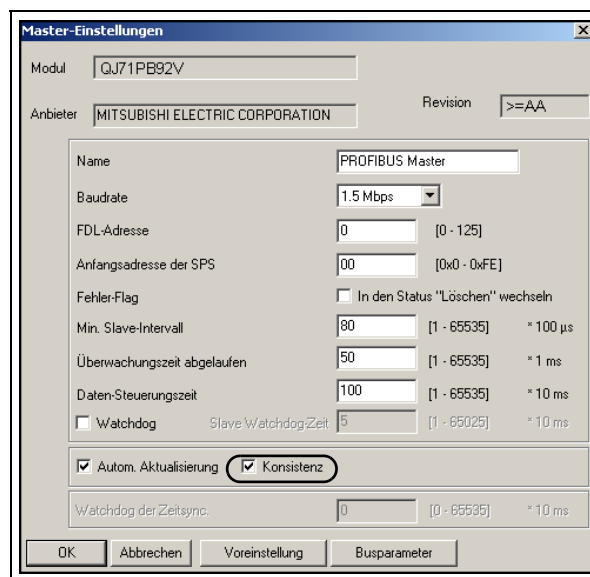 Master-Einstellungen
Modul QJ71PB92V
Anbieter MITSUBISHI ELECTRIC CORPORATION Revision >=AA
Name PROFIBUS Master
Baudrate 1.5 Mbps
FDL-Adresse 0 [0 - 125]
Anfangsadresse der SPS 00 [0x0 - 0xFE]
Fehler-Flag In den Status "Löschen" wechseln
Min. Slave-Intervall 80 [1 - 65535] * 100 µs
Überwachungszeit abgelaufen 50 [1 - 65535] * 1 ms
Daten-Steuerungszeit 100 [1 - 65535] * 10 ms
Watchdog Slave Watchdog-Zeit 5 [1 - 65025] * 10 ms
Autom. Aktualisierung Konsistenz
Watchdog der Zeitsync. 0 [0 - 65535] * 10 ms
OK Abbrechen Voreinstellung Busparameter